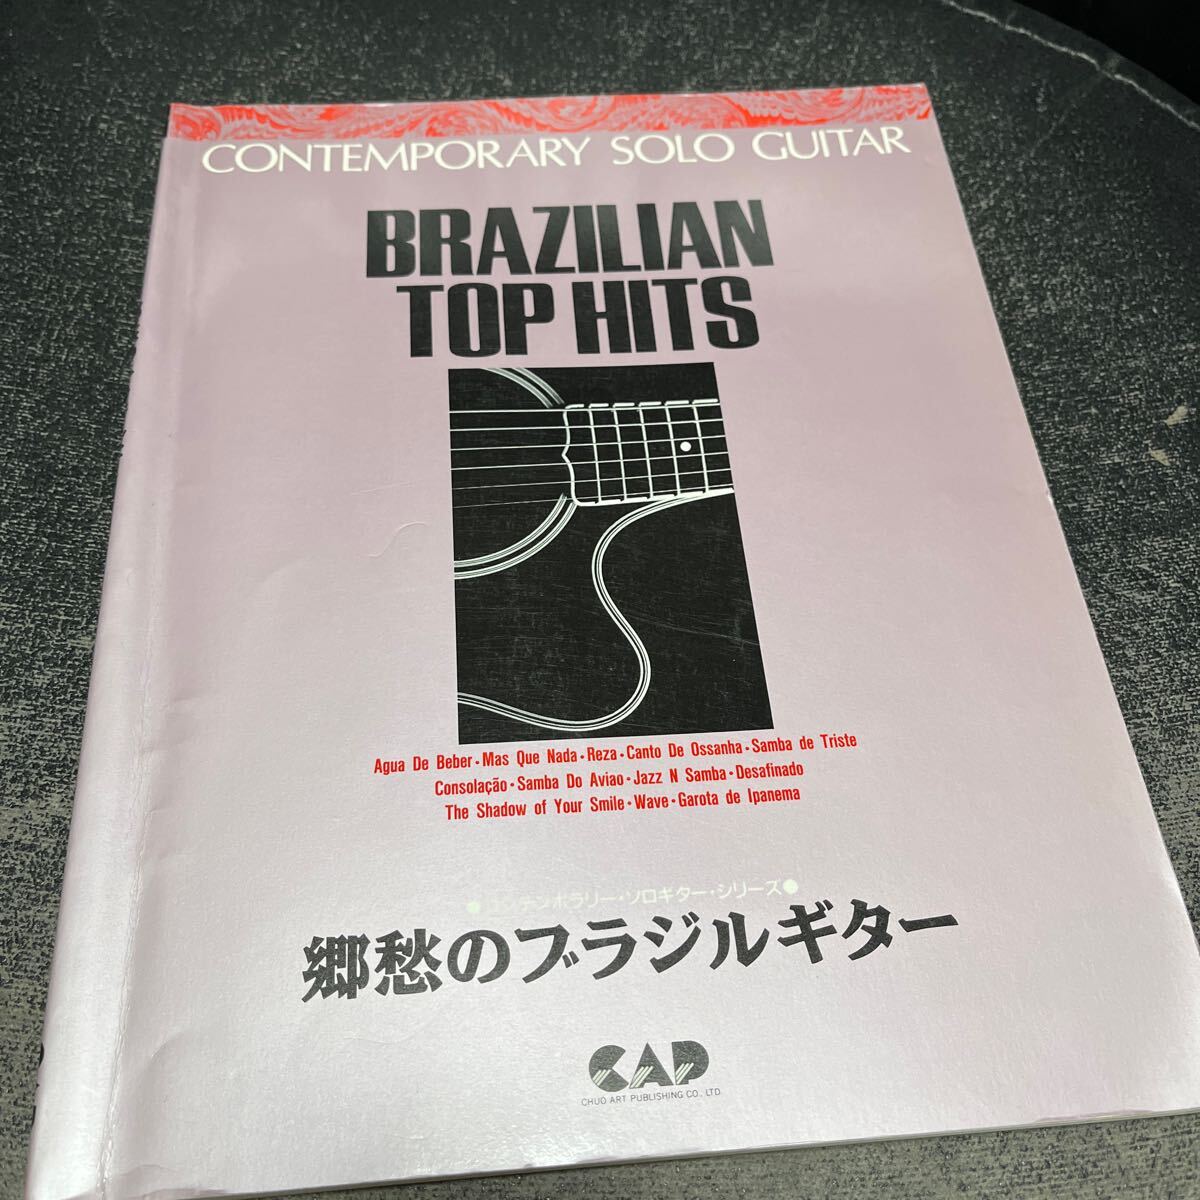 CONTEMPORARY SOLO GUITAR
BRAZILIAN
TOP HITS
Agua De Beber・Mas Que Nada・Reza・Canto De Ossanha・Samba de Triste
Consolação・Samba Do Aviao・Jazz N Samba・Desafinado
The Shadow of Your Smile・Wave・Garota de Ipanema
●コンテンポラリー・ソロギター・シリーズ●
郷愁のブラジルギター
CAP
CHUO ART PUBLISHING CO., LTD